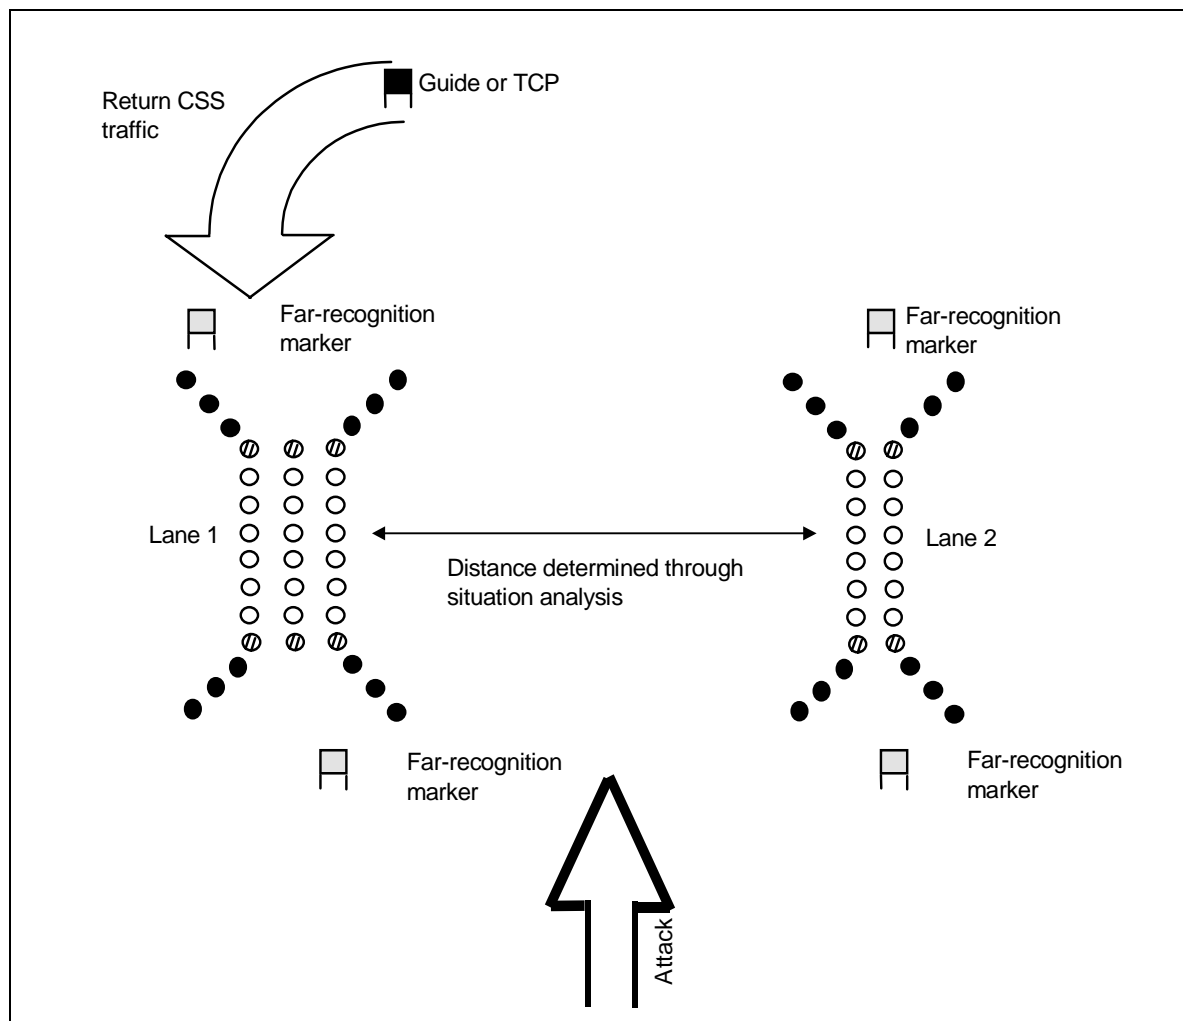 Guide or TCP
Return CSS
traffic
Far-recognition
marker
Far-recognition
marker
Lane 1
Lane 2
Distance determined through
situation analysis
Far-recognition
marker
Far-recognition
marker
Attack